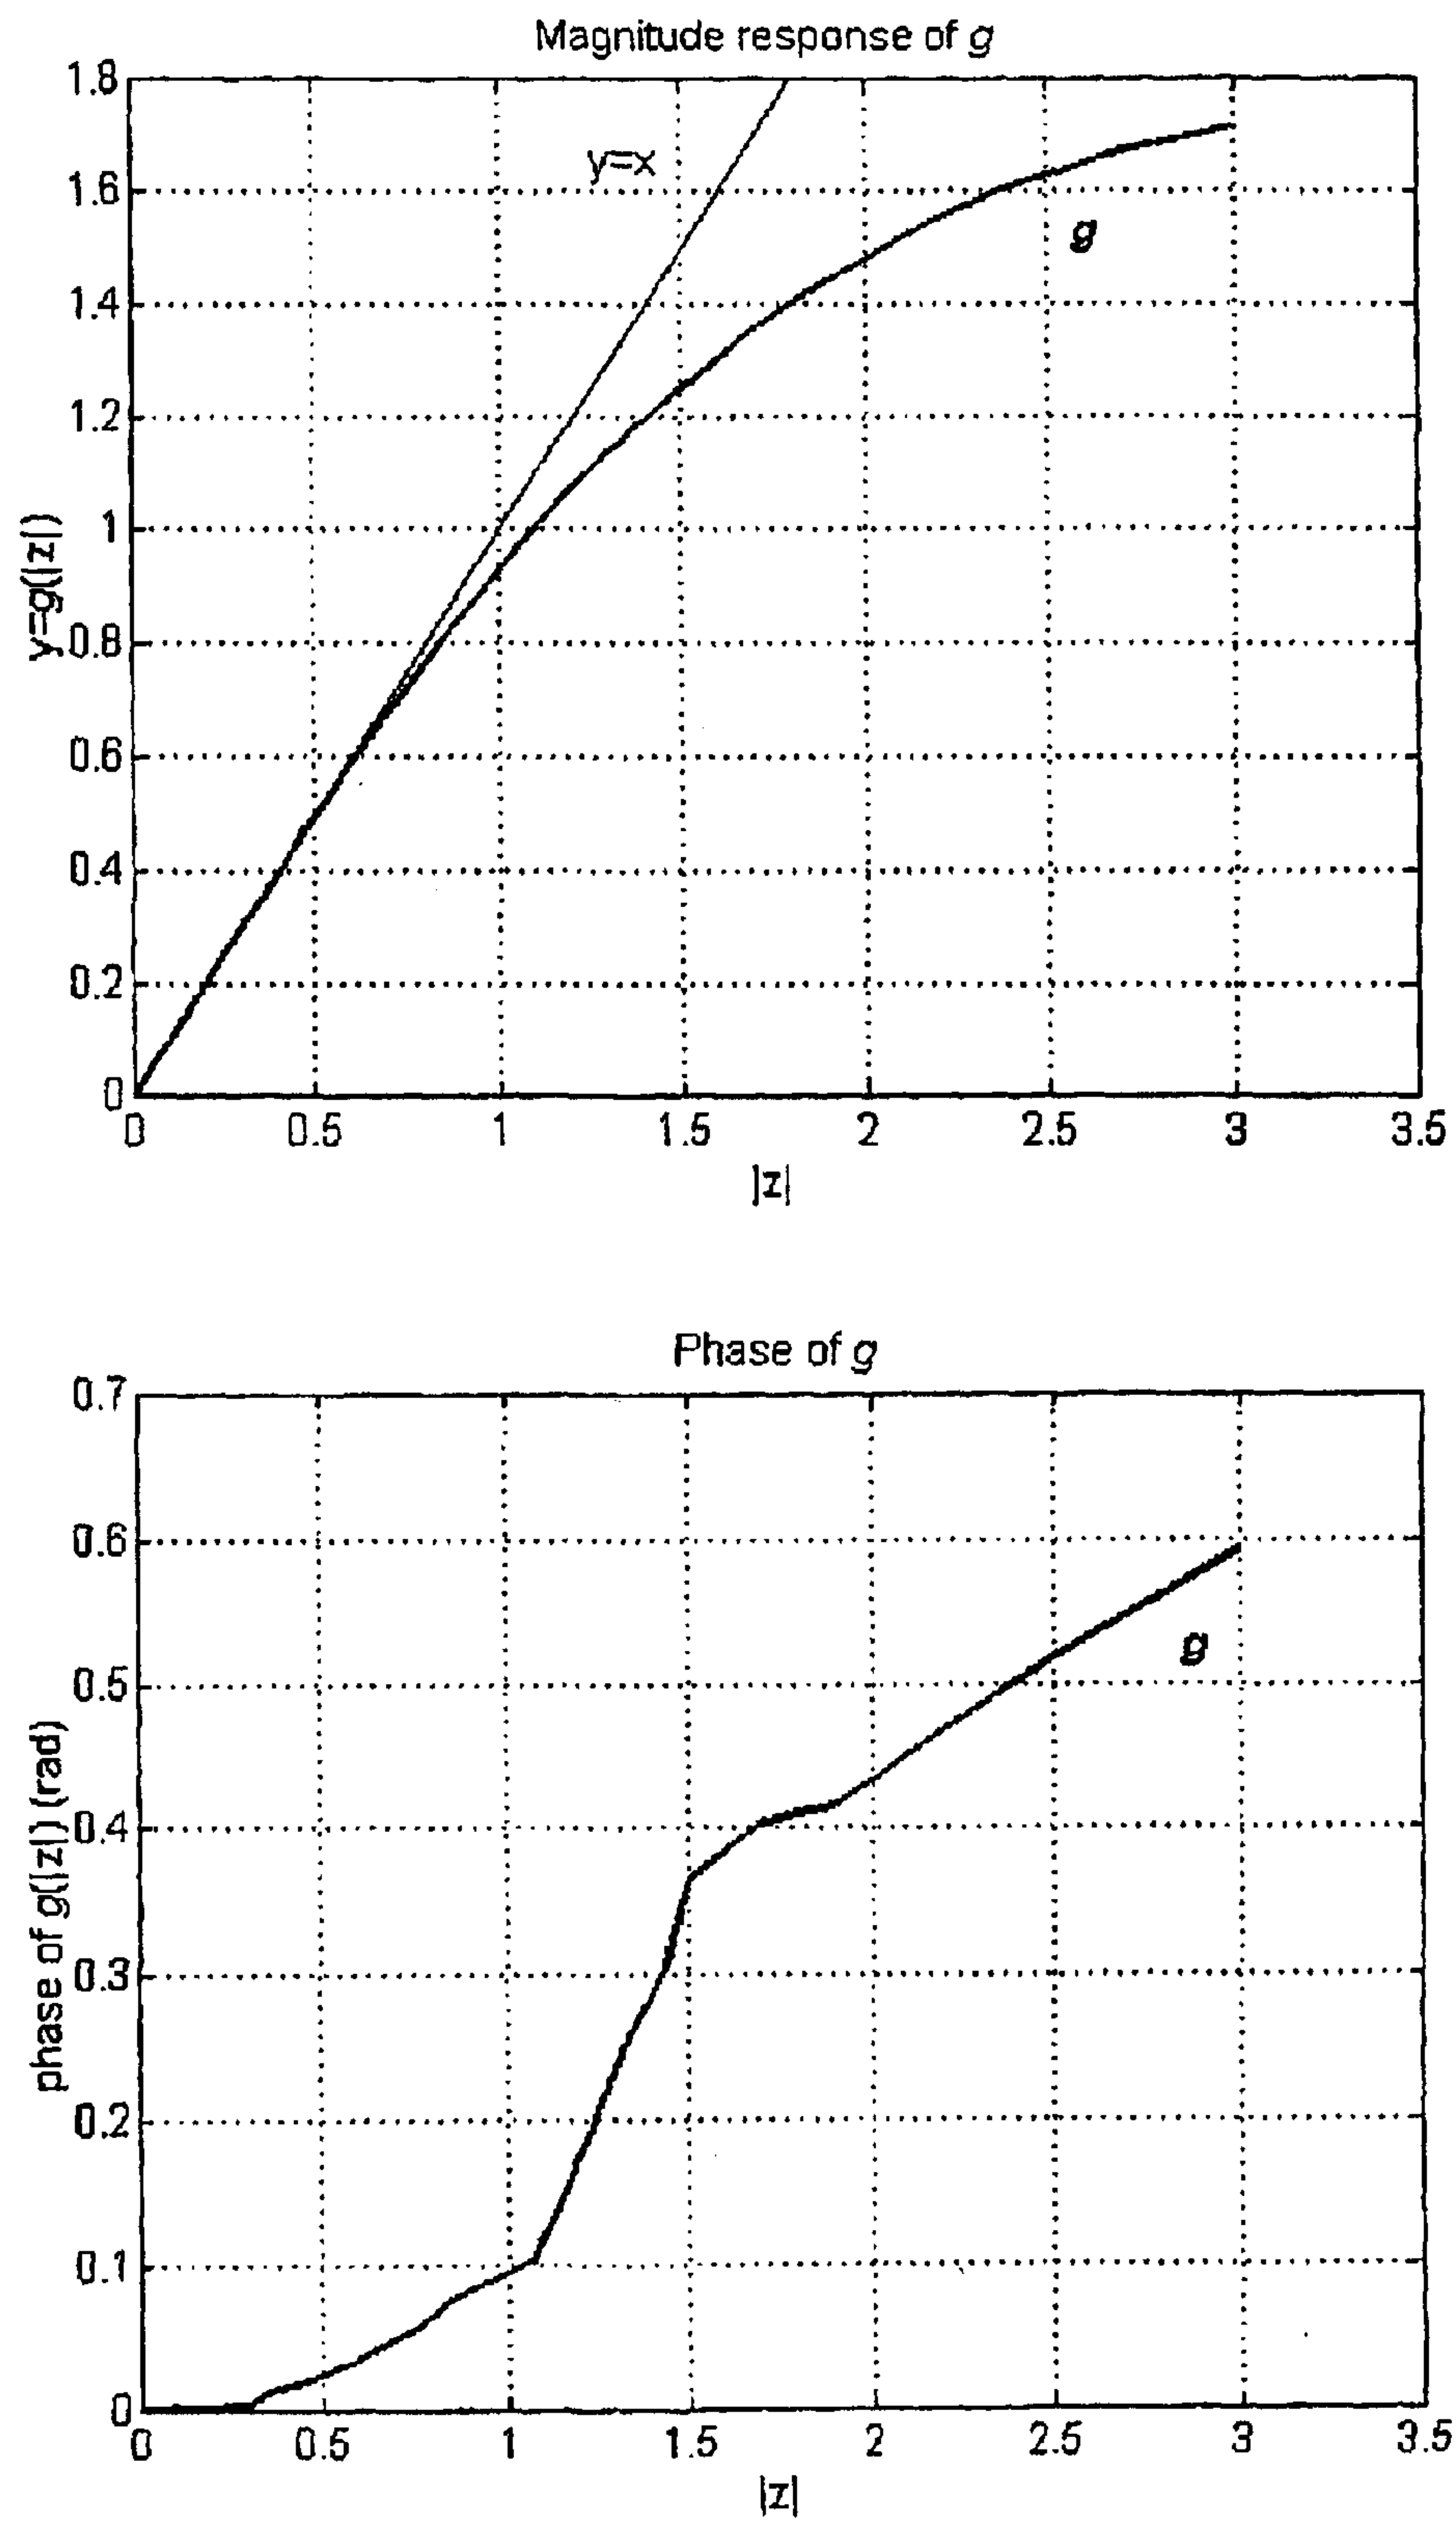 Magnitude response of g
1.8
1.6
1.4
1.2
1
0.8
0.6
0.4
0.2
0
y=x
g
y=g(|z|)
0 0.5 1 1.5 2 2.5 3 3.5
|z|
Phase of g
0.7
0.6
0.5
0.4
0.3
0.2
0.1
0
g
phase of g(|z|) (rad)
0 0.5 1 1.5 2 2.5 3 3.5
|z|